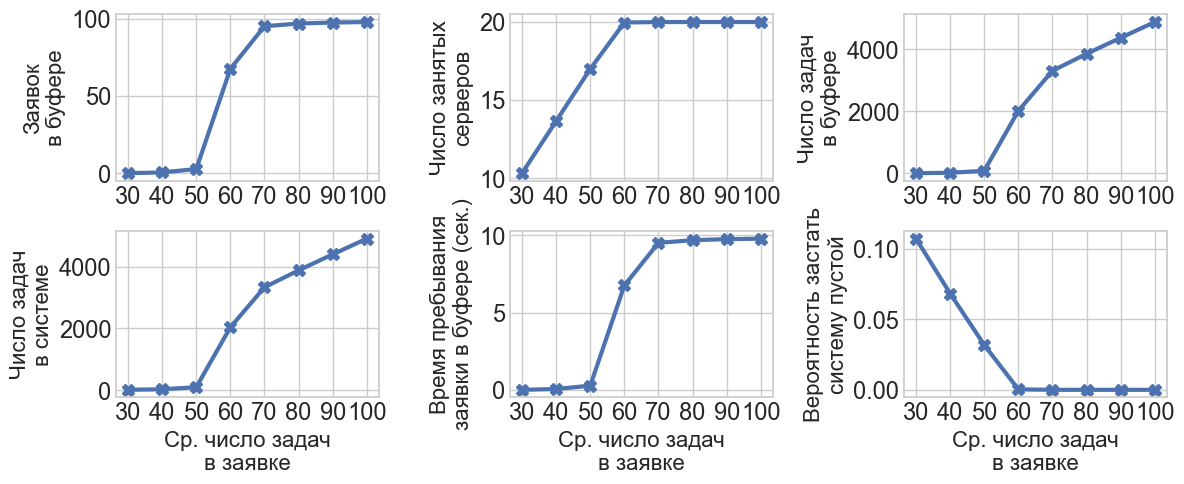 Заявок
в буфере
100
50
0
30 40 50 60 70 80 90 100
Число занятых
серверов
20
15
10
30 40 50 60 70 80 90 100
Число задач
в буфере
4000
2000
0
30 40 50 60 70 80 90 100
Число задач
в системе
4000
2000
0
30 40 50 60 70 80 90 100
Ср. число задач
в заявке
Время пребывания
заявки в буфере (сек.)
10
5
0
30 40 50 60 70 80 90 100
Ср. число задач
в заявке
Вероятность застать
систему пустой
0.10
0.05
0.00
30 40 50 60 70 80 90 100
Ср. число задач
в заявке